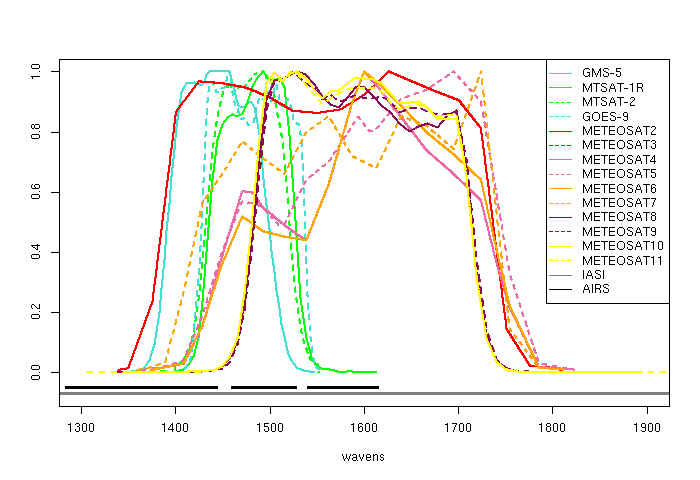 1.0
0.8
0.6
0.4
0.2
0.0
1300 1400 1500 1600 1700 1800 1900
wavens
GMS-5
MTSAT-1R
MTSAT-2
GOES-9
METEOSAT2
METEOSAT3
METEOSAT4
METEOSAT5
METEOSAT6
METEOSAT7
METEOSAT8
METEOSAT9
METEOSAT10
METEOSAT11
IASI
AIRS